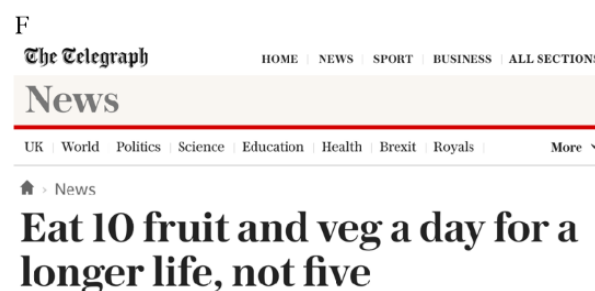 F
The Telegraph
HOME NEWS SPORT BUSINESS ALL SECTIONS
News
UK World Politics Science Education Health Brexit Royals More
News
Eat 10 fruit and veg a day for a
longer life, not five